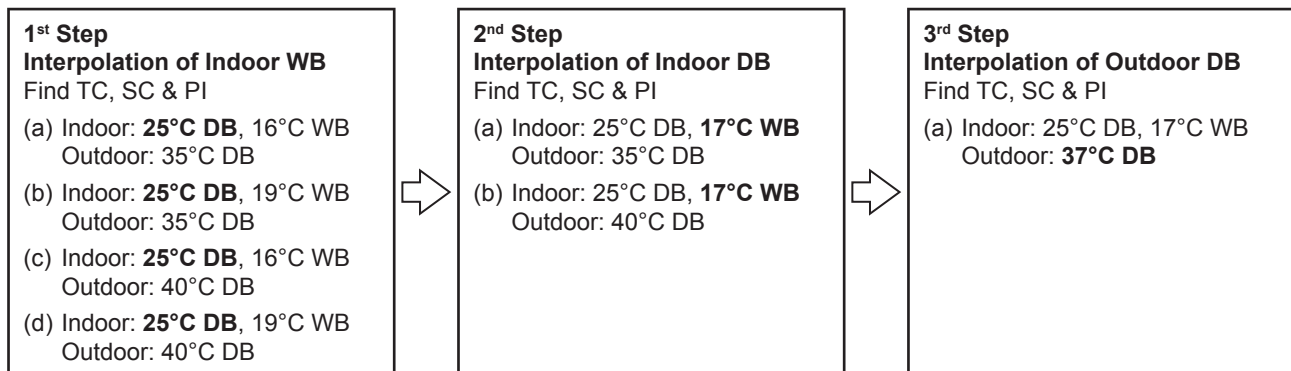 1st Step
Interpolation of Indoor WB
Find TC, SC & PI
(a) Indoor: 25°C DB, 16°C WB
Outdoor: 35°C DB
(b) Indoor: 25°C DB, 19°C WB
Outdoor: 35°C DB
(c) Indoor: 25°C DB, 16°C WB
Outdoor: 40°C DB
(d) Indoor: 25°C DB, 19°C WB
Outdoor: 40°C DB
2nd Step
Interpolation of Indoor DB
Find TC, SC & PI
(a) Indoor: 25°C DB, 17°C WB
Outdoor: 35°C DB
(b) Indoor: 25°C DB, 17°C WB
Outdoor: 40°C DB
3rd Step
Interpolation of Outdoor DB
Find TC, SC & PI
(a) Indoor: 25°C DB, 17°C WB
Outdoor: 37°C DB